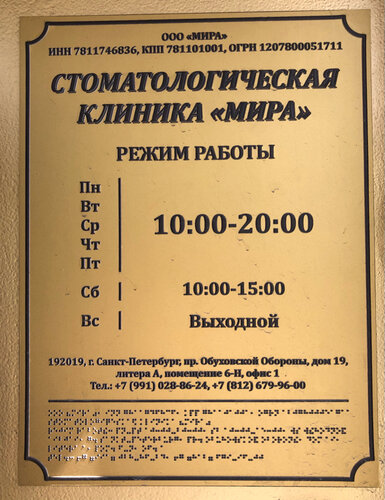 ООО «МИРА»
ИНН 7811746836, КПП 781101001, ОГРН 1207800051711
СТОМАТОЛОГИЧЕСКАЯ
КЛИНИКА «МИРА»
РЕЖИМ РАБОТЫ
Пн
Вт
Ср 10:00-20:00
Чт
Пт
Сб 10:00-15:00
Вс Выходной
192019, г. Санкт-Петербург, пр. Обуховской Обороны, дом 19,
литера А, помещение 6-Н, офис 1
Тел.: +7 (991) 028-86-24, +7 (812) 679-96-00